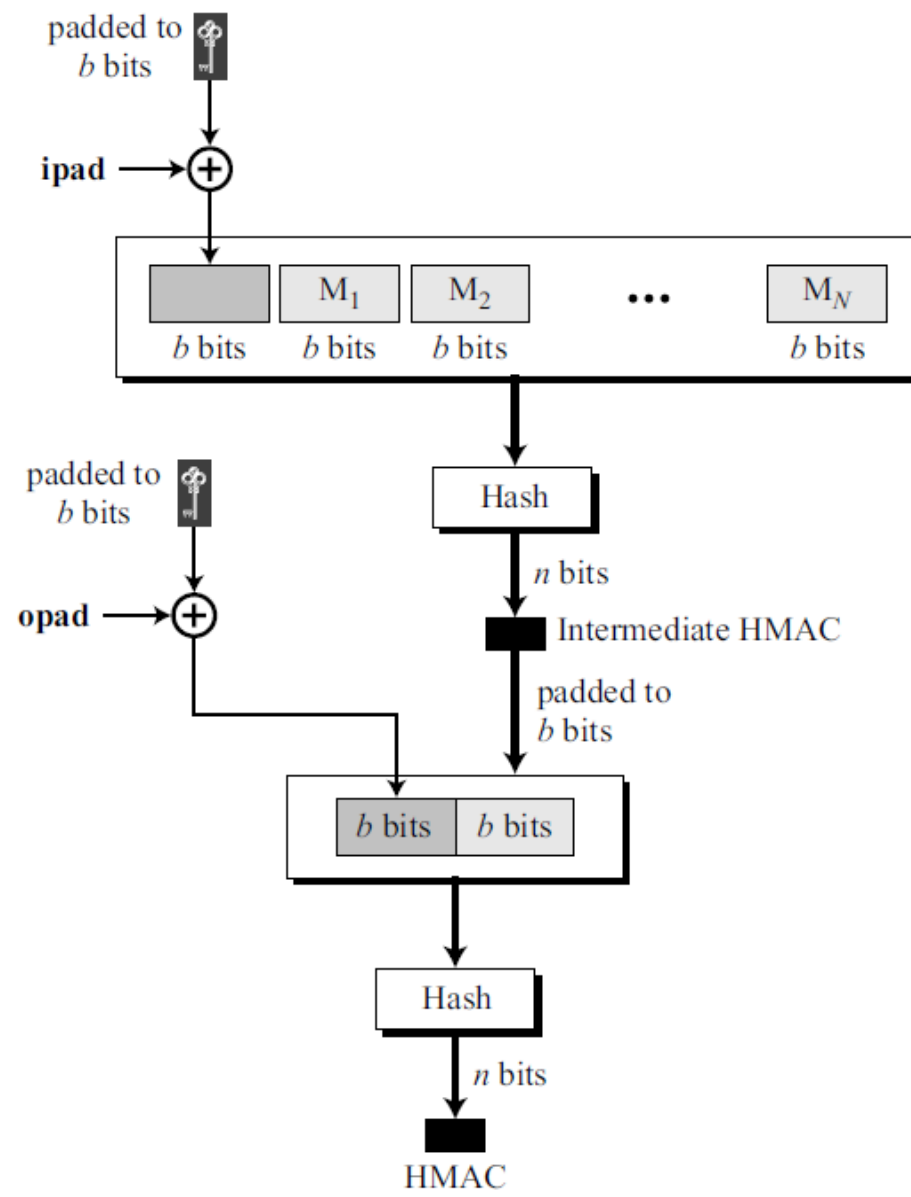 padded to
b bits
ipad
M₁ M₂ ... M_N
b bits b bits b bits b bits
padded to
b bits
Hash
n bits
opad
Intermediate HMAC
padded to
b bits
b bits b bits
Hash
n bits
HMAC